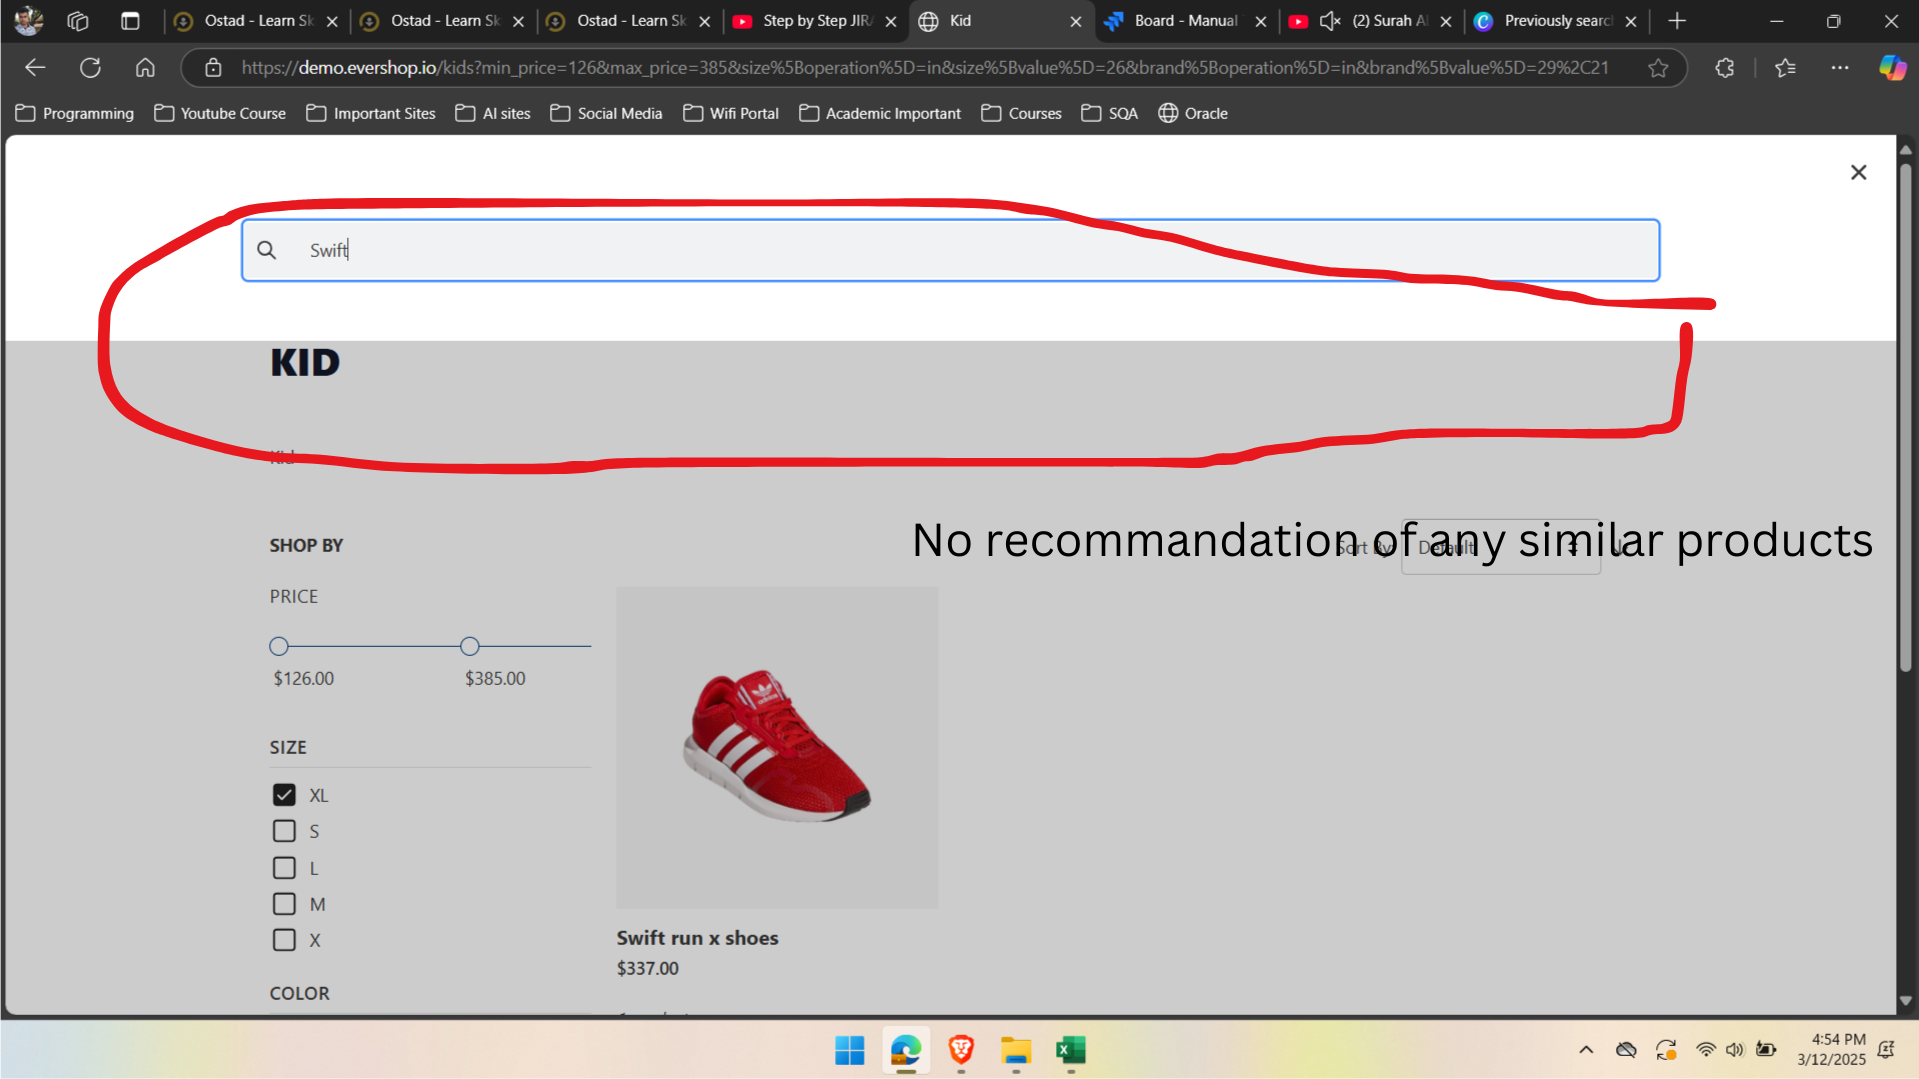 Ostad - Learn Sk
Ostad - Learn Sk
Ostad - Learn Sk
Step by Step JIRA
Kid
Board - Manual
(2) Surah Al
Previously searc
https://demo.evershop.io/kids?min_price=126&max_price=385&size%5Boperation%5D=in&size%5Bvalue%5D=26&brand%5Boperation%5D=in&brand%5Bvalue%5D=29%2C21
Programming
Youtube Course
Important Sites
AI sites
Social Media
Wifi Portal
Academic Important
Courses
SQA
Oracle
Swift
KID
Kid
No recommandation of any similar products
SHOP BY
Sort By:
Default
PRICE
$126.00
$385.00
SIZE
XL
S
L
M
X
Swift run x shoes
$337.00
COLOR
4:54 PM
3/12/2025